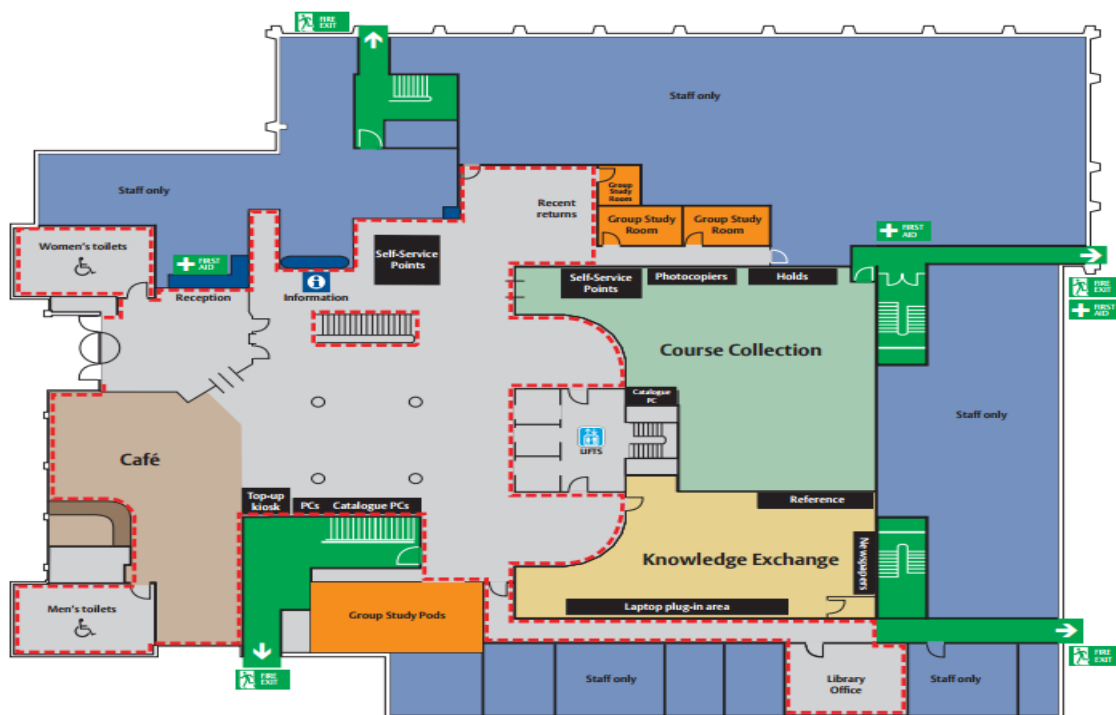 FIRE
EXIT
Staff only
Staff only
Group
Study
Room
Recent
returns
Group Study
Room
Group Study
Room
Women's toilets
FIRST
AID
Reception
Information
Self-Service
Points
FIRST
AID
FIRE
EXIT
FIRST
AID
Self-Service
Points
Photocopiers
Holds
Course Collection
Catalogue
PC
LIFTS
Staff only
Café
Top-up
kiosk
PCs
Catalogue PCs
Reference
Knowledge Exchange
Newspapers
Laptop plug-in area
Men's toilets
Group Study Pods
FIRE
EXIT
FIRE
EXIT
Staff only
Library
Office
Staff only